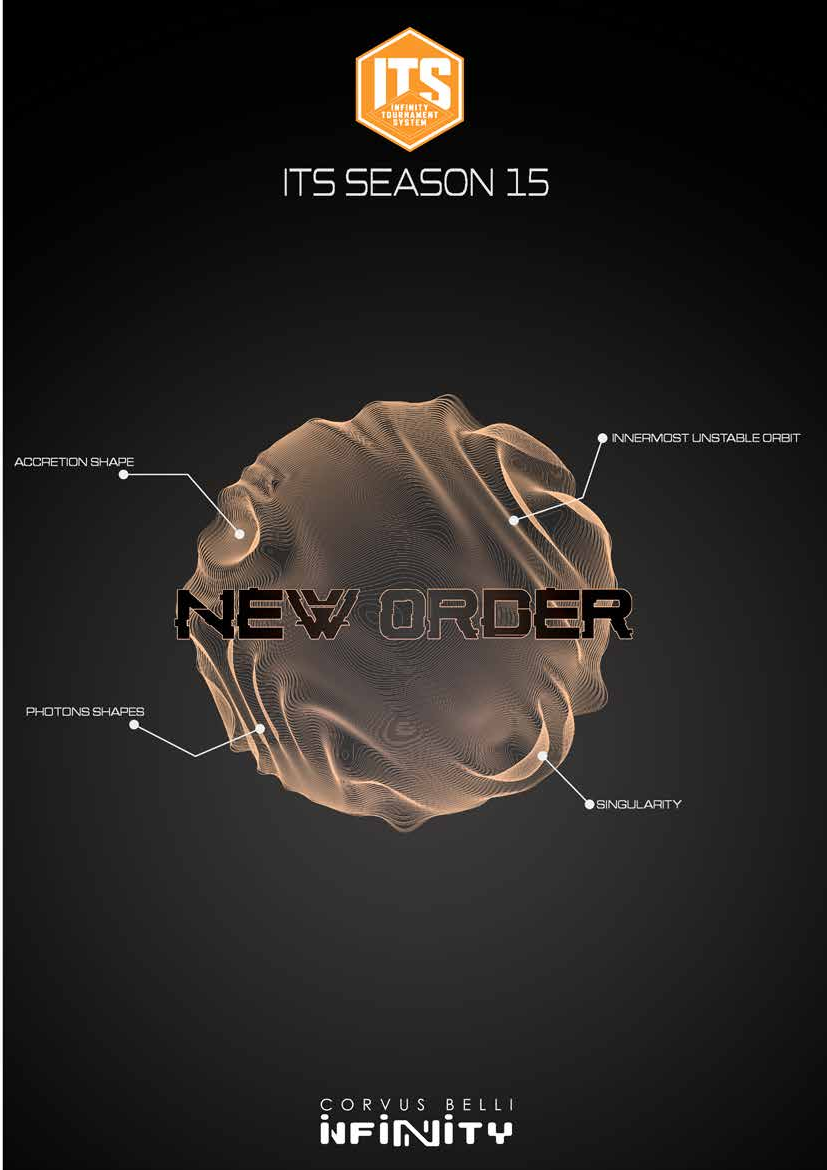 ITS
INFINITY
TOURNAMENT
SYSTEM
ITS SEASON 15
INNERMOST UNSTABLE ORBIT
ACCRETION SHAPE
NEW ORDER
PHOTONS SHAPES
SINGULARITY
CORVUS BELLI
INFINITY